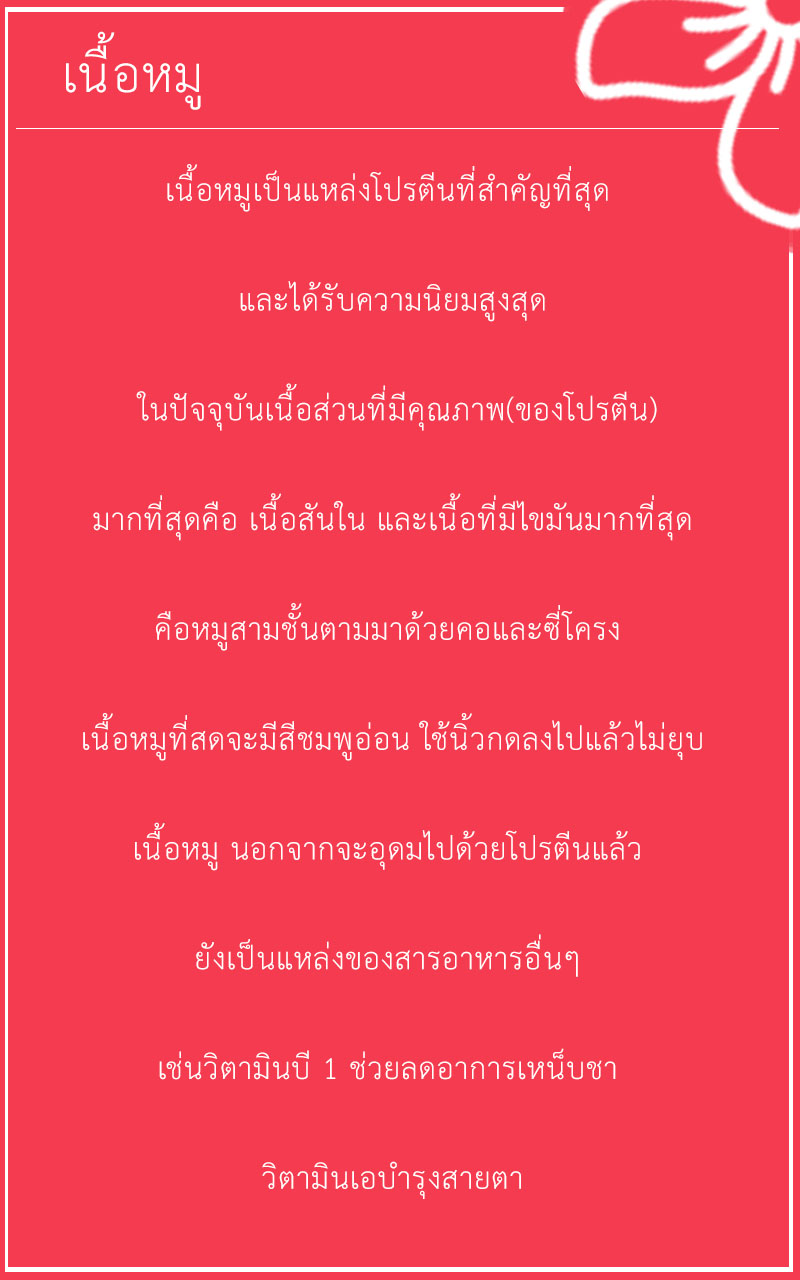 เนื้อหมู
เนื้อหมูเป็นแหล่งโปรตีนที่สำคัญที่สุด
และได้รับความนิยมสูงสุด
ในปัจจุบันเนื้อส่วนที่มีคุณภาพ(ของโปรตีน)
มากที่สุดคือ เนื้อสันใน และเนื้อที่มีไขมันมากที่สุด
คือหมูสามชั้นตามมาด้วยคอและซี่โครง
เนื้อหมูที่สดจะมีสีชมพูอ่อน ใช้นิ้วกดลงไปแล้วไม่ยุบ
เนื้อหมู นอกจากจะอุดมไปด้วยโปรตีนแล้ว
ยังเป็นแหล่งของสารอาหารอื่นๆ
เช่นวิตามินบี 1 ช่วยลดอาการเหน็บชา
วิตามินเอบำรุงสายตา